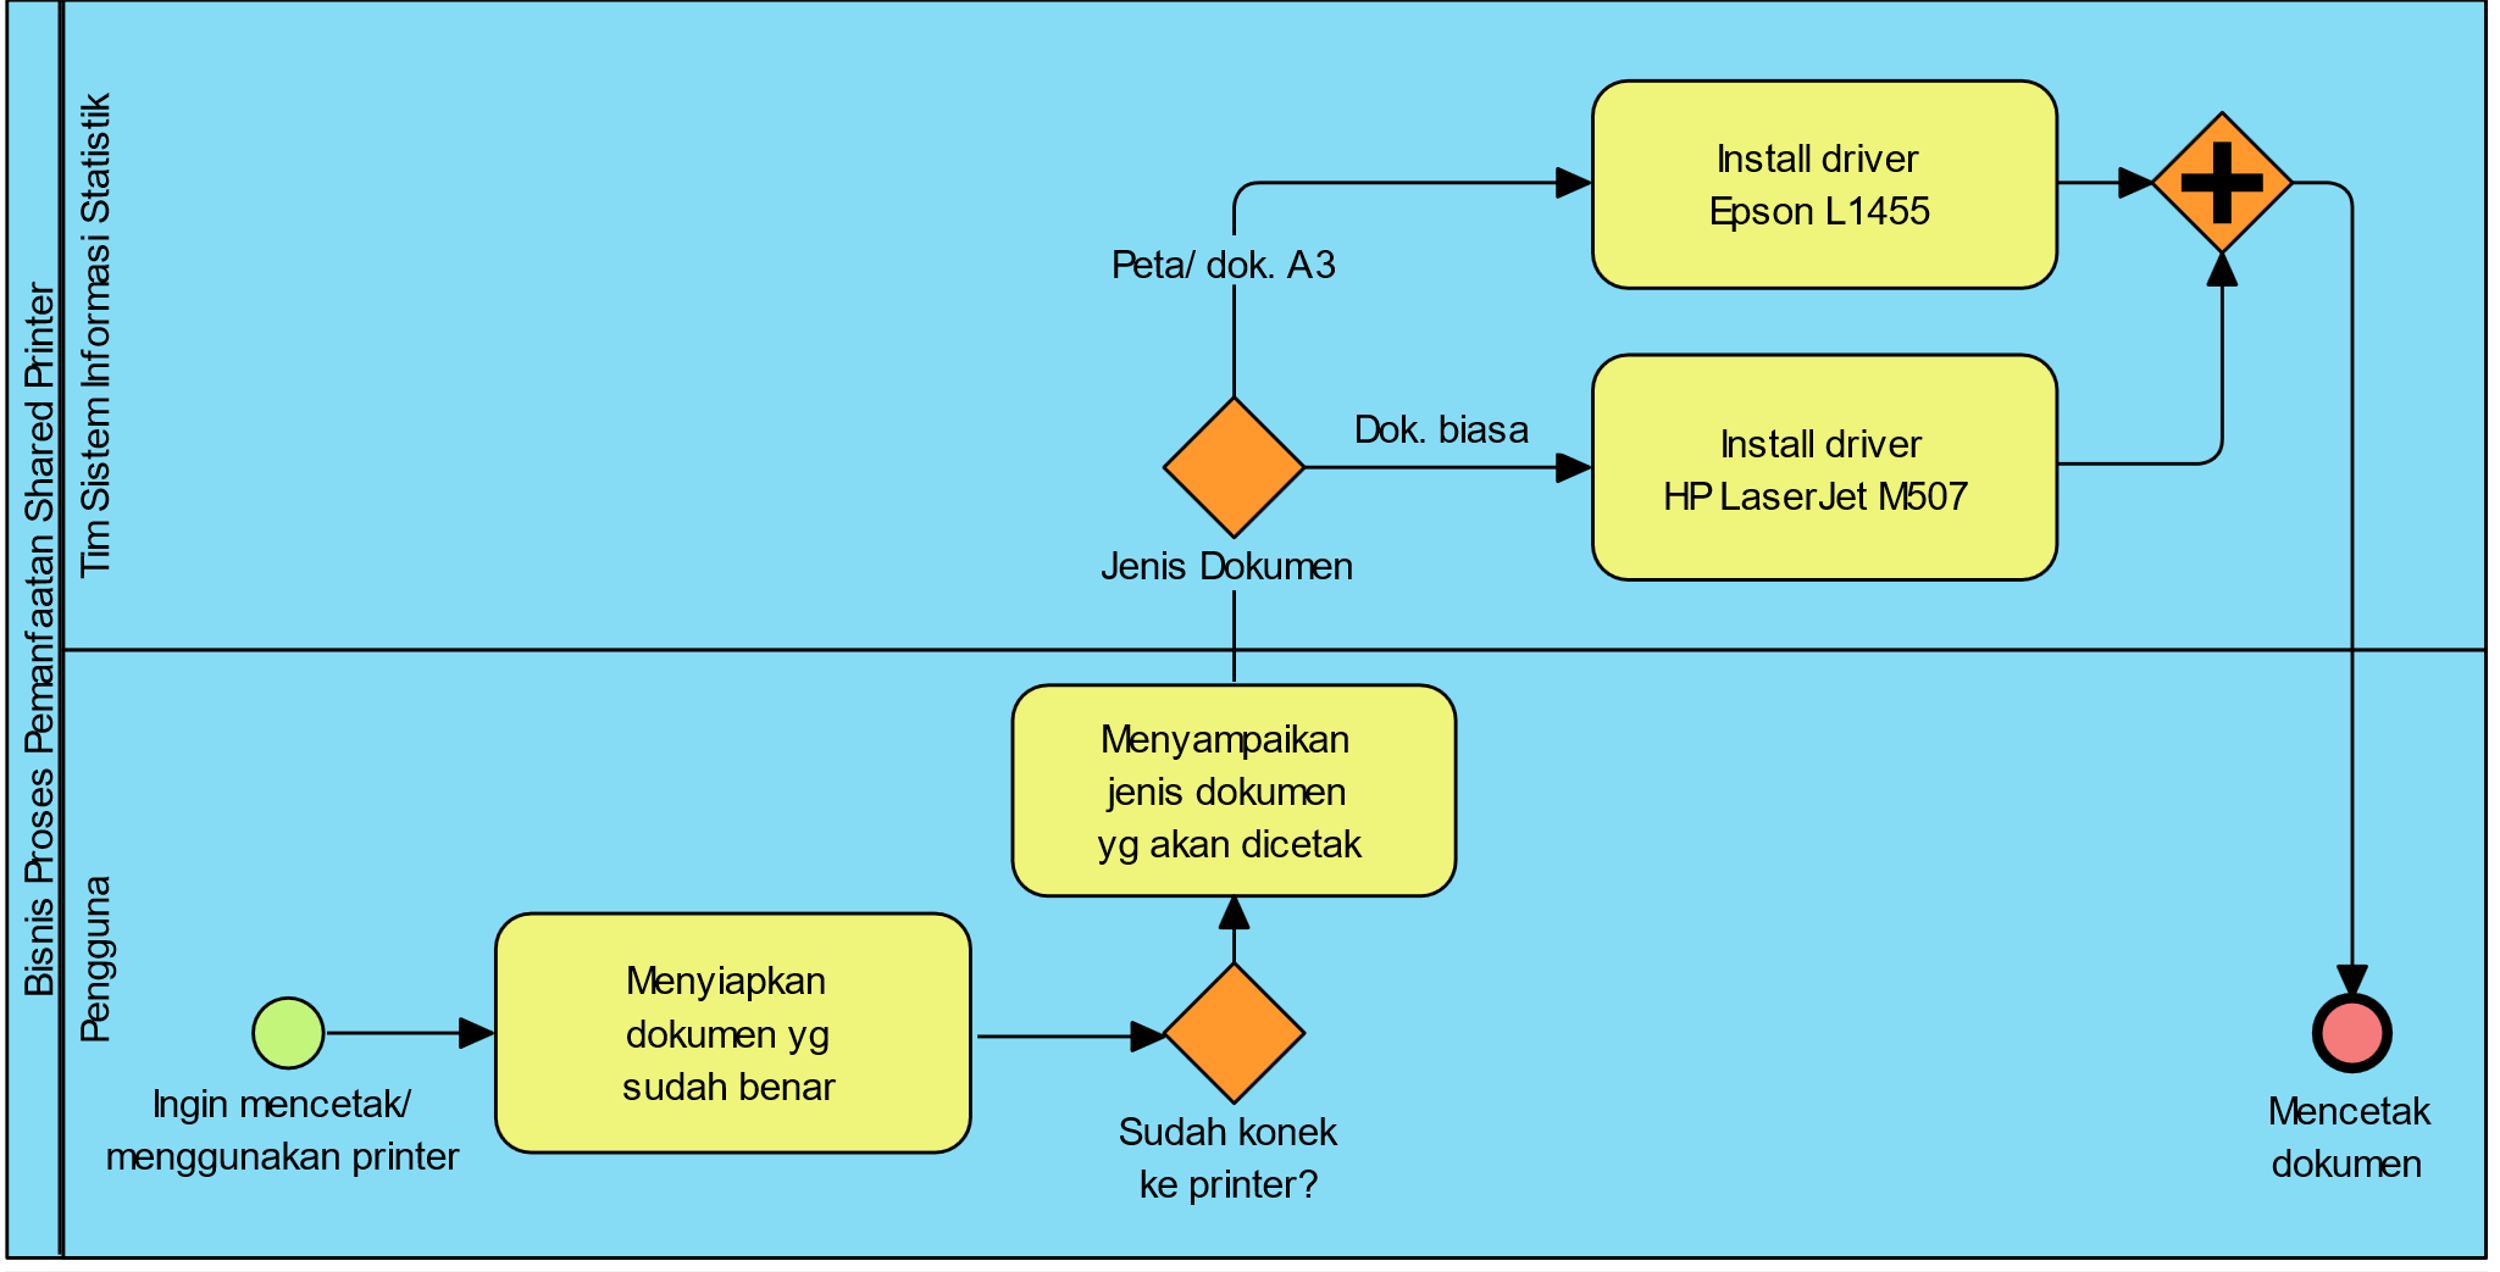 Bisnis Proses Pemanfaatan Shared Printer
Tim Sistem Informasi Statistik
Install driver
Epson L1455
Peta/ dok. A3
Dok. biasa
Install driver
HP LaserJet M507
Jenis Dokumen
Pengguna
Menyampaikan
jenis dokumen
yg akan dicetak
Menyiapkan
dokumen yg
sudah benar
Ingin mencetak/
menggunakan printer
Sudah konek
ke printer?
Mencetak
dokumen